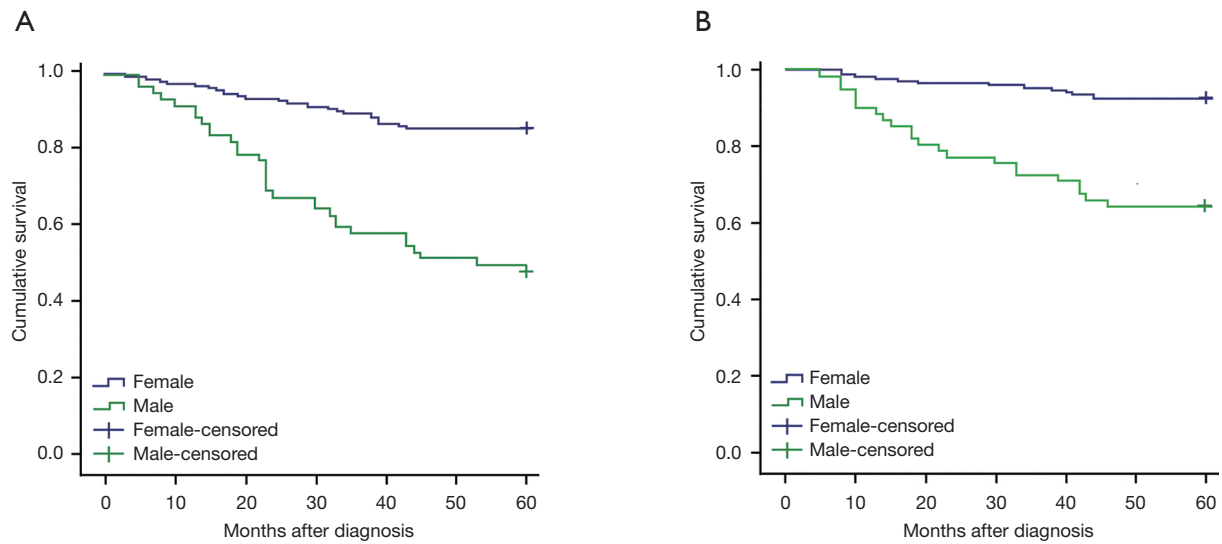 A
1.0
0.8
0.6
0.4
0.2
0.0
Cumulative survival
Female
Male
Female-censored
Male-censored
0 10 20 30 40 50 60
Months after diagnosis
B
1.0
0.8
0.6
0.4
0.2
0.0
Cumulative survival
Female
Male
Female-censored
Male-censored
0 10 20 30 40 50 60
Months after diagnosis